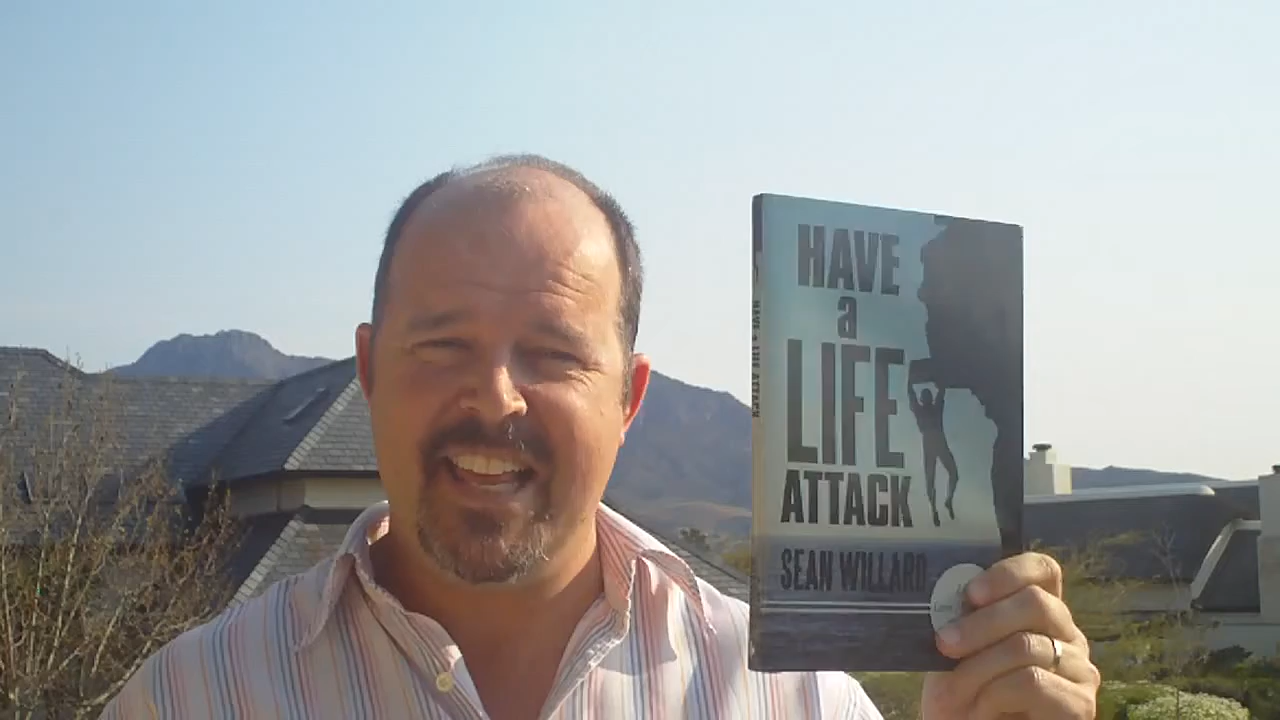 HAVE
a
LIFE
ATTACK
SEAN WILLARD
HAVE a LIFE ATTACK